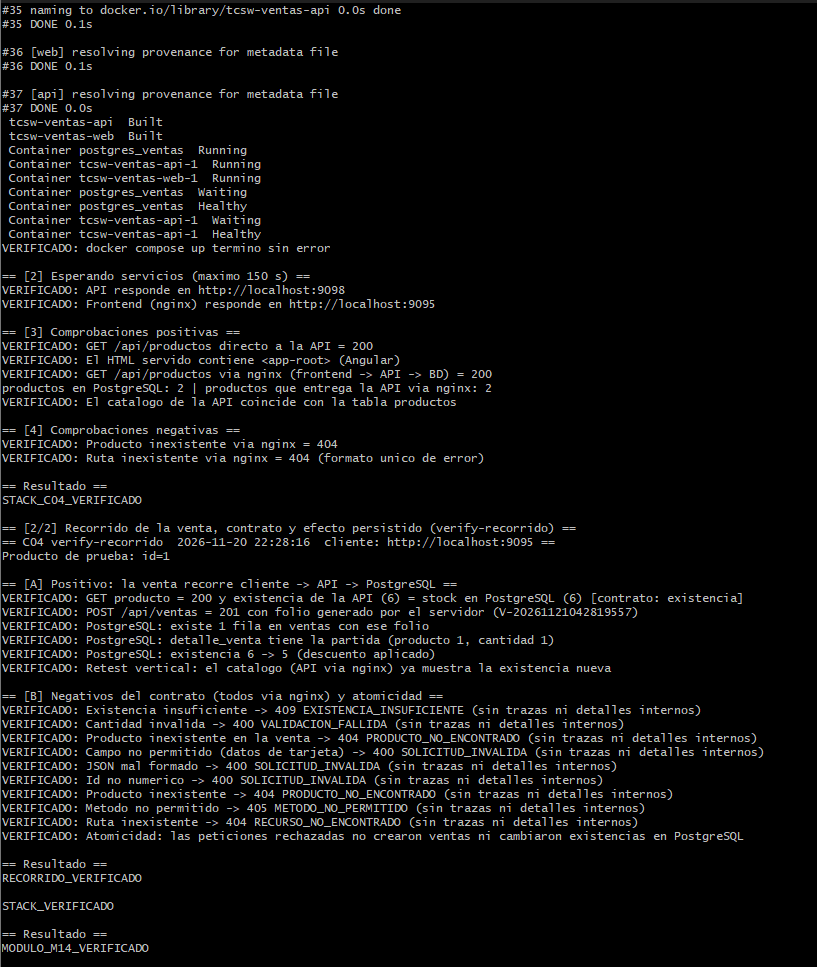 #35 naming to docker.io/library/tcsw-ventas-api 0.0s done
#35 DONE 0.1s
#36 [web] resolving provenance for metadata file
#36 DONE 0.1s
#37 [api] resolving provenance for metadata file
#37 DONE 0.0s
tcsw-ventas-api  Built
tcsw-ventas-web  Built
Container postgres_ventas  Running
Container tcsw-ventas-api-1  Running
Container tcsw-ventas-web-1  Running
Container postgres_ventas  Waiting
Container postgres_ventas  Healthy
Container tcsw-ventas-api-1  Waiting
Container tcsw-ventas-api-1  Healthy
VERIFICADO: docker compose up termino sin error
== [2] Esperando servicios (maximo 150 s) ==
VERIFICADO: API responde en http://localhost:9098
VERIFICADO: Frontend (nginx) responde en http://localhost:9095
== [3] Comprobaciones positivas ==
VERIFICADO: GET /api/productos directo a la API = 200
VERIFICADO: El HTML servido contiene <app-root> (Angular)
VERIFICADO: GET /api/productos via nginx (frontend -> API -> BD) = 200
productos en PostgreSQL: 2 | productos que entrega la API via nginx: 2
VERIFICADO: El catalogo de la API coincide con la tabla productos
== [4] Comprobaciones negativas ==
VERIFICADO: Producto inexistente via nginx = 404
VERIFICADO: Ruta inexistente via nginx = 404 (formato unico de error)
== Resultado ==
STACK_C04_VERIFICADO
== [2/2] Recorrido de la venta, contrato y efecto persistido (verify-recorrido) ==
== C04 verify-recorrido  2026-11-20 22:28:16  cliente: http://localhost:9095 ==
Producto de prueba: id=1
== [A] Positivo: la venta recorre cliente -> API -> PostgreSQL ==
VERIFICADO: GET producto = 200 y existencia de la API (6) = stock en PostgreSQL (6) [contrato: existencia]
VERIFICADO: POST /api/ventas = 201 con folio generado por el servidor (V-20261121042819557)
VERIFICADO: PostgreSQL: existe 1 fila en ventas con ese folio
VERIFICADO: PostgreSQL: detalle_venta tiene la partida (producto 1, cantidad 1)
VERIFICADO: PostgreSQL: existencia 6 -> 5 (descuento aplicado)
VERIFICADO: Retest vertical: el catalogo (API via nginx) ya muestra la existencia nueva
== [B] Negativos del contrato (todos via nginx) y atomicidad ==
VERIFICADO: Existencia insuficiente -> 409 EXISTENCIA_INSUFICIENTE (sin trazas ni detalles internos)
VERIFICADO: Cantidad invalida -> 400 VALIDACION_FALLIDA (sin trazas ni detalles internos)
VERIFICADO: Producto inexistente en la venta -> 404 PRODUCTO_NO_ENCONTRADO (sin trazas ni detalles internos)
VERIFICADO: Campo no permitido (datos de tarjeta) -> 400 SOLICITUD_INVALIDA (sin trazas ni detalles internos)
VERIFICADO: JSON mal formado -> 400 SOLICITUD_INVALIDA (sin trazas ni detalles internos)
VERIFICADO: Id no numerico -> 400 SOLICITUD_INVALIDA (sin trazas ni detalles internos)
VERIFICADO: Producto inexistente -> 404 PRODUCTO_NO_ENCONTRADO (sin trazas ni detalles internos)
VERIFICADO: Metodo no permitido -> 405 METODO_NO_PERMITIDO (sin trazas ni detalles internos)
VERIFICADO: Ruta inexistente -> 404 RECURSO_NO_ENCONTRADO (sin trazas ni detalles internos)
VERIFICADO: Atomicidad: las peticiones rechazadas no crearon ventas ni cambiaron existencias en PostgreSQL
== Resultado ==
RECORRIDO_VERIFICADO
STACK_VERIFICADO
== Resultado ==
MODULO_M14_VERIFICADO